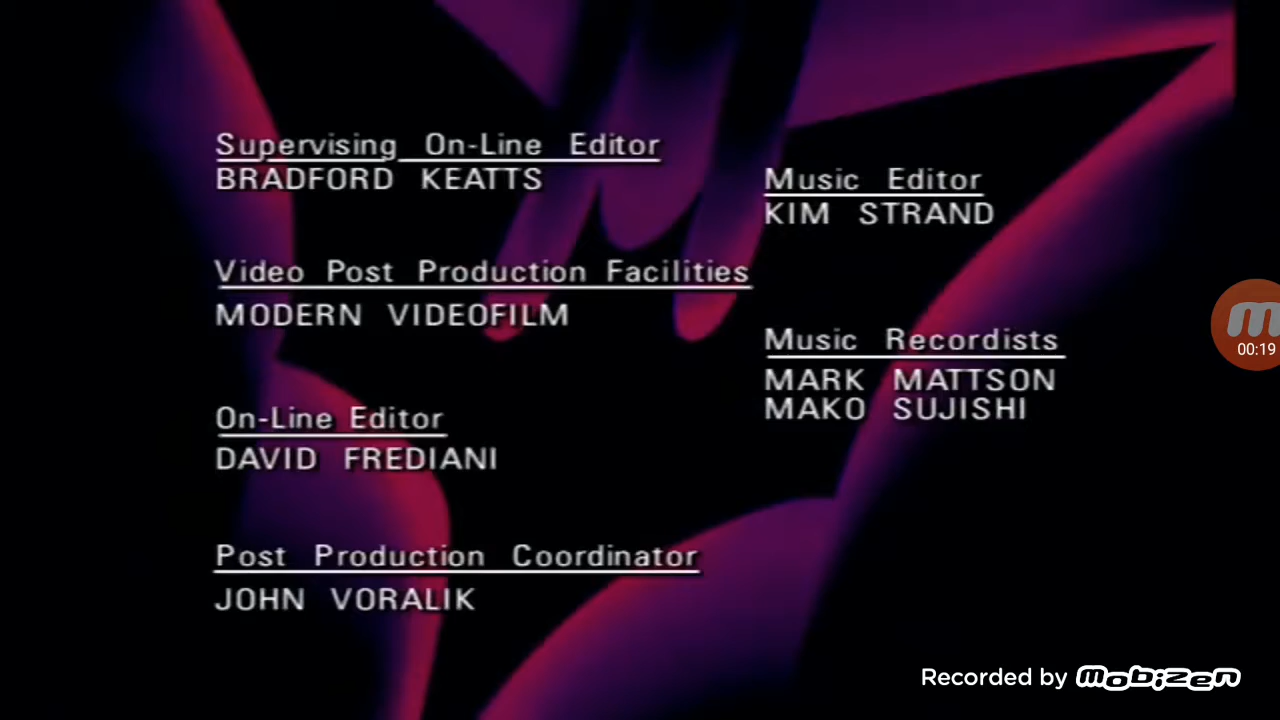 Supervising On-Line Editor
BRADFORD KEATTS
Video Post Production Facilities
MODERN VIDEOFILM
On-Line Editor
DAVID FREDIANI
Post Production Coordinator
JOHN VORALIK
Music Editor
KIM STRAND
Music Recordists
MARK MATTSON
MAKO SUJISHI
00:19
Recorded by mobizen